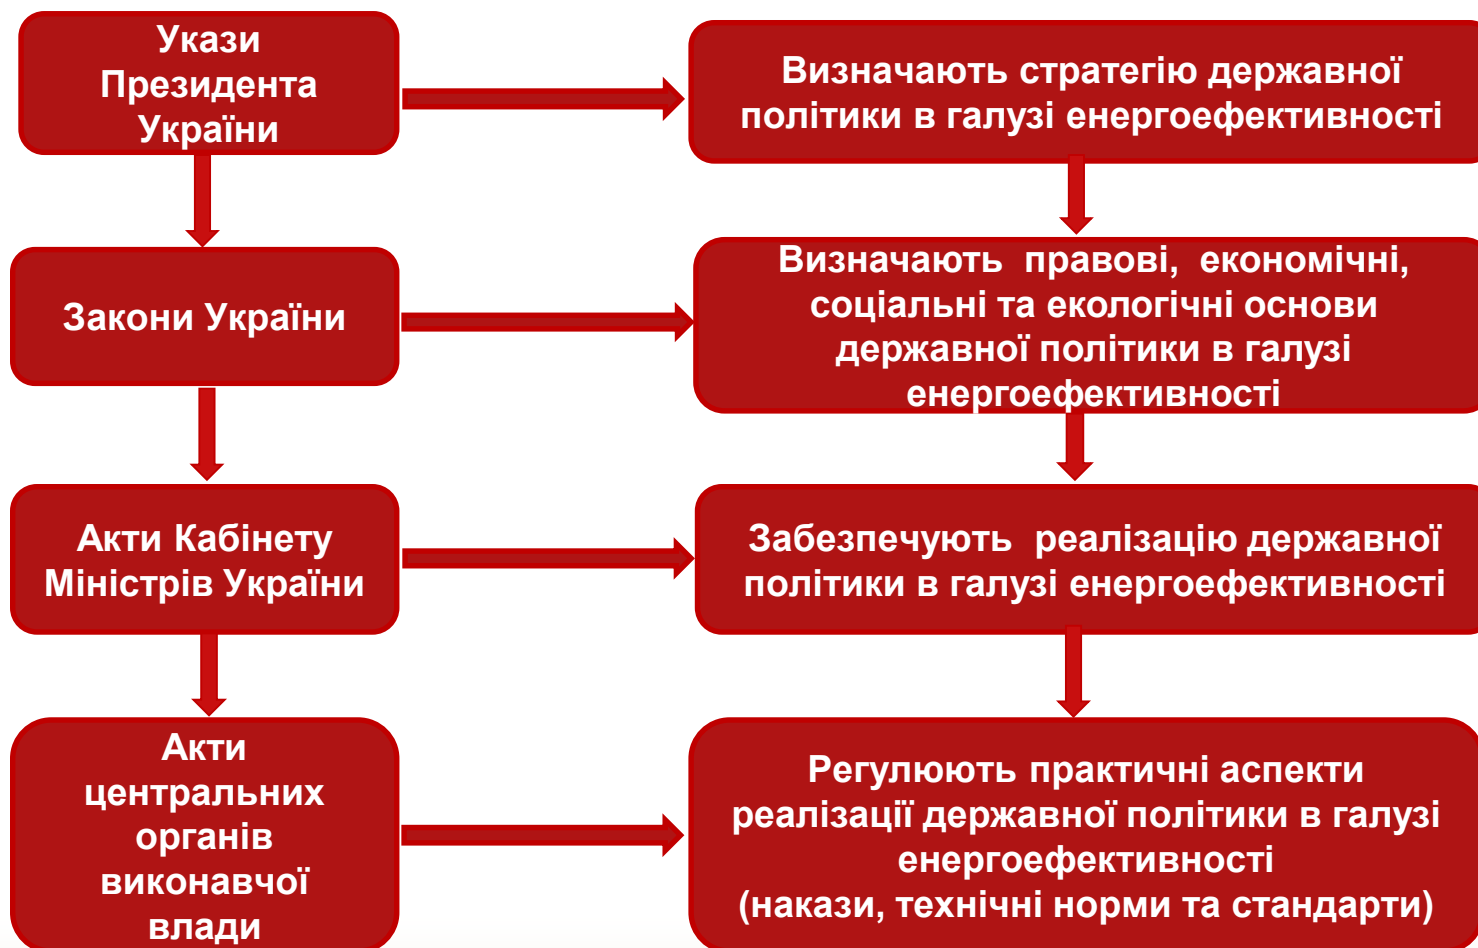 Укази
Президента
України
Визначають стратегію державної
політики в галузі енергоефективності
Закони України
Визначають правові, економічні,
соціальні та екологічні основи
державної політики в галузі
енергоефективності
Акти Кабінету
Міністрів України
Забезпечують реалізацію державної
політики в галузі енергоефективності
Акти
центральних
органів
виконавчої
влади
Регулюють практичні аспекти
реалізації державної політики в галузі
енергоефективності
(накази, технічні норми та стандарти)